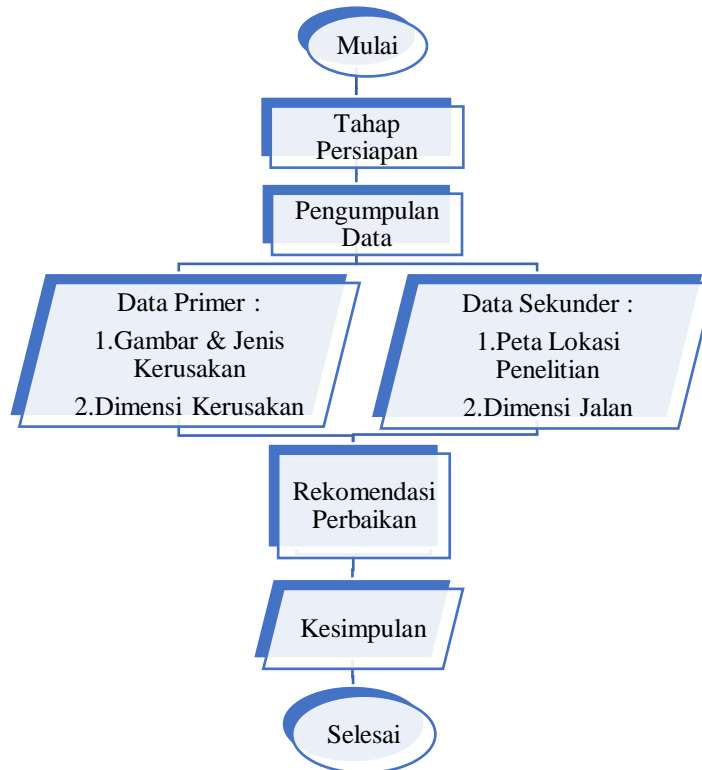 Mulai
Tahap
Persiapan
Pengumpulan
Data
Data Primer :
1.Gambar & Jenis
Kerusakan
2.Dimensi Kerusakan
Data Sekunder :
1.Peta Lokasi
Penelitian
2.Dimensi Jalan
Rekomendasi
Perbaikan
Kesimpulan
Selesai